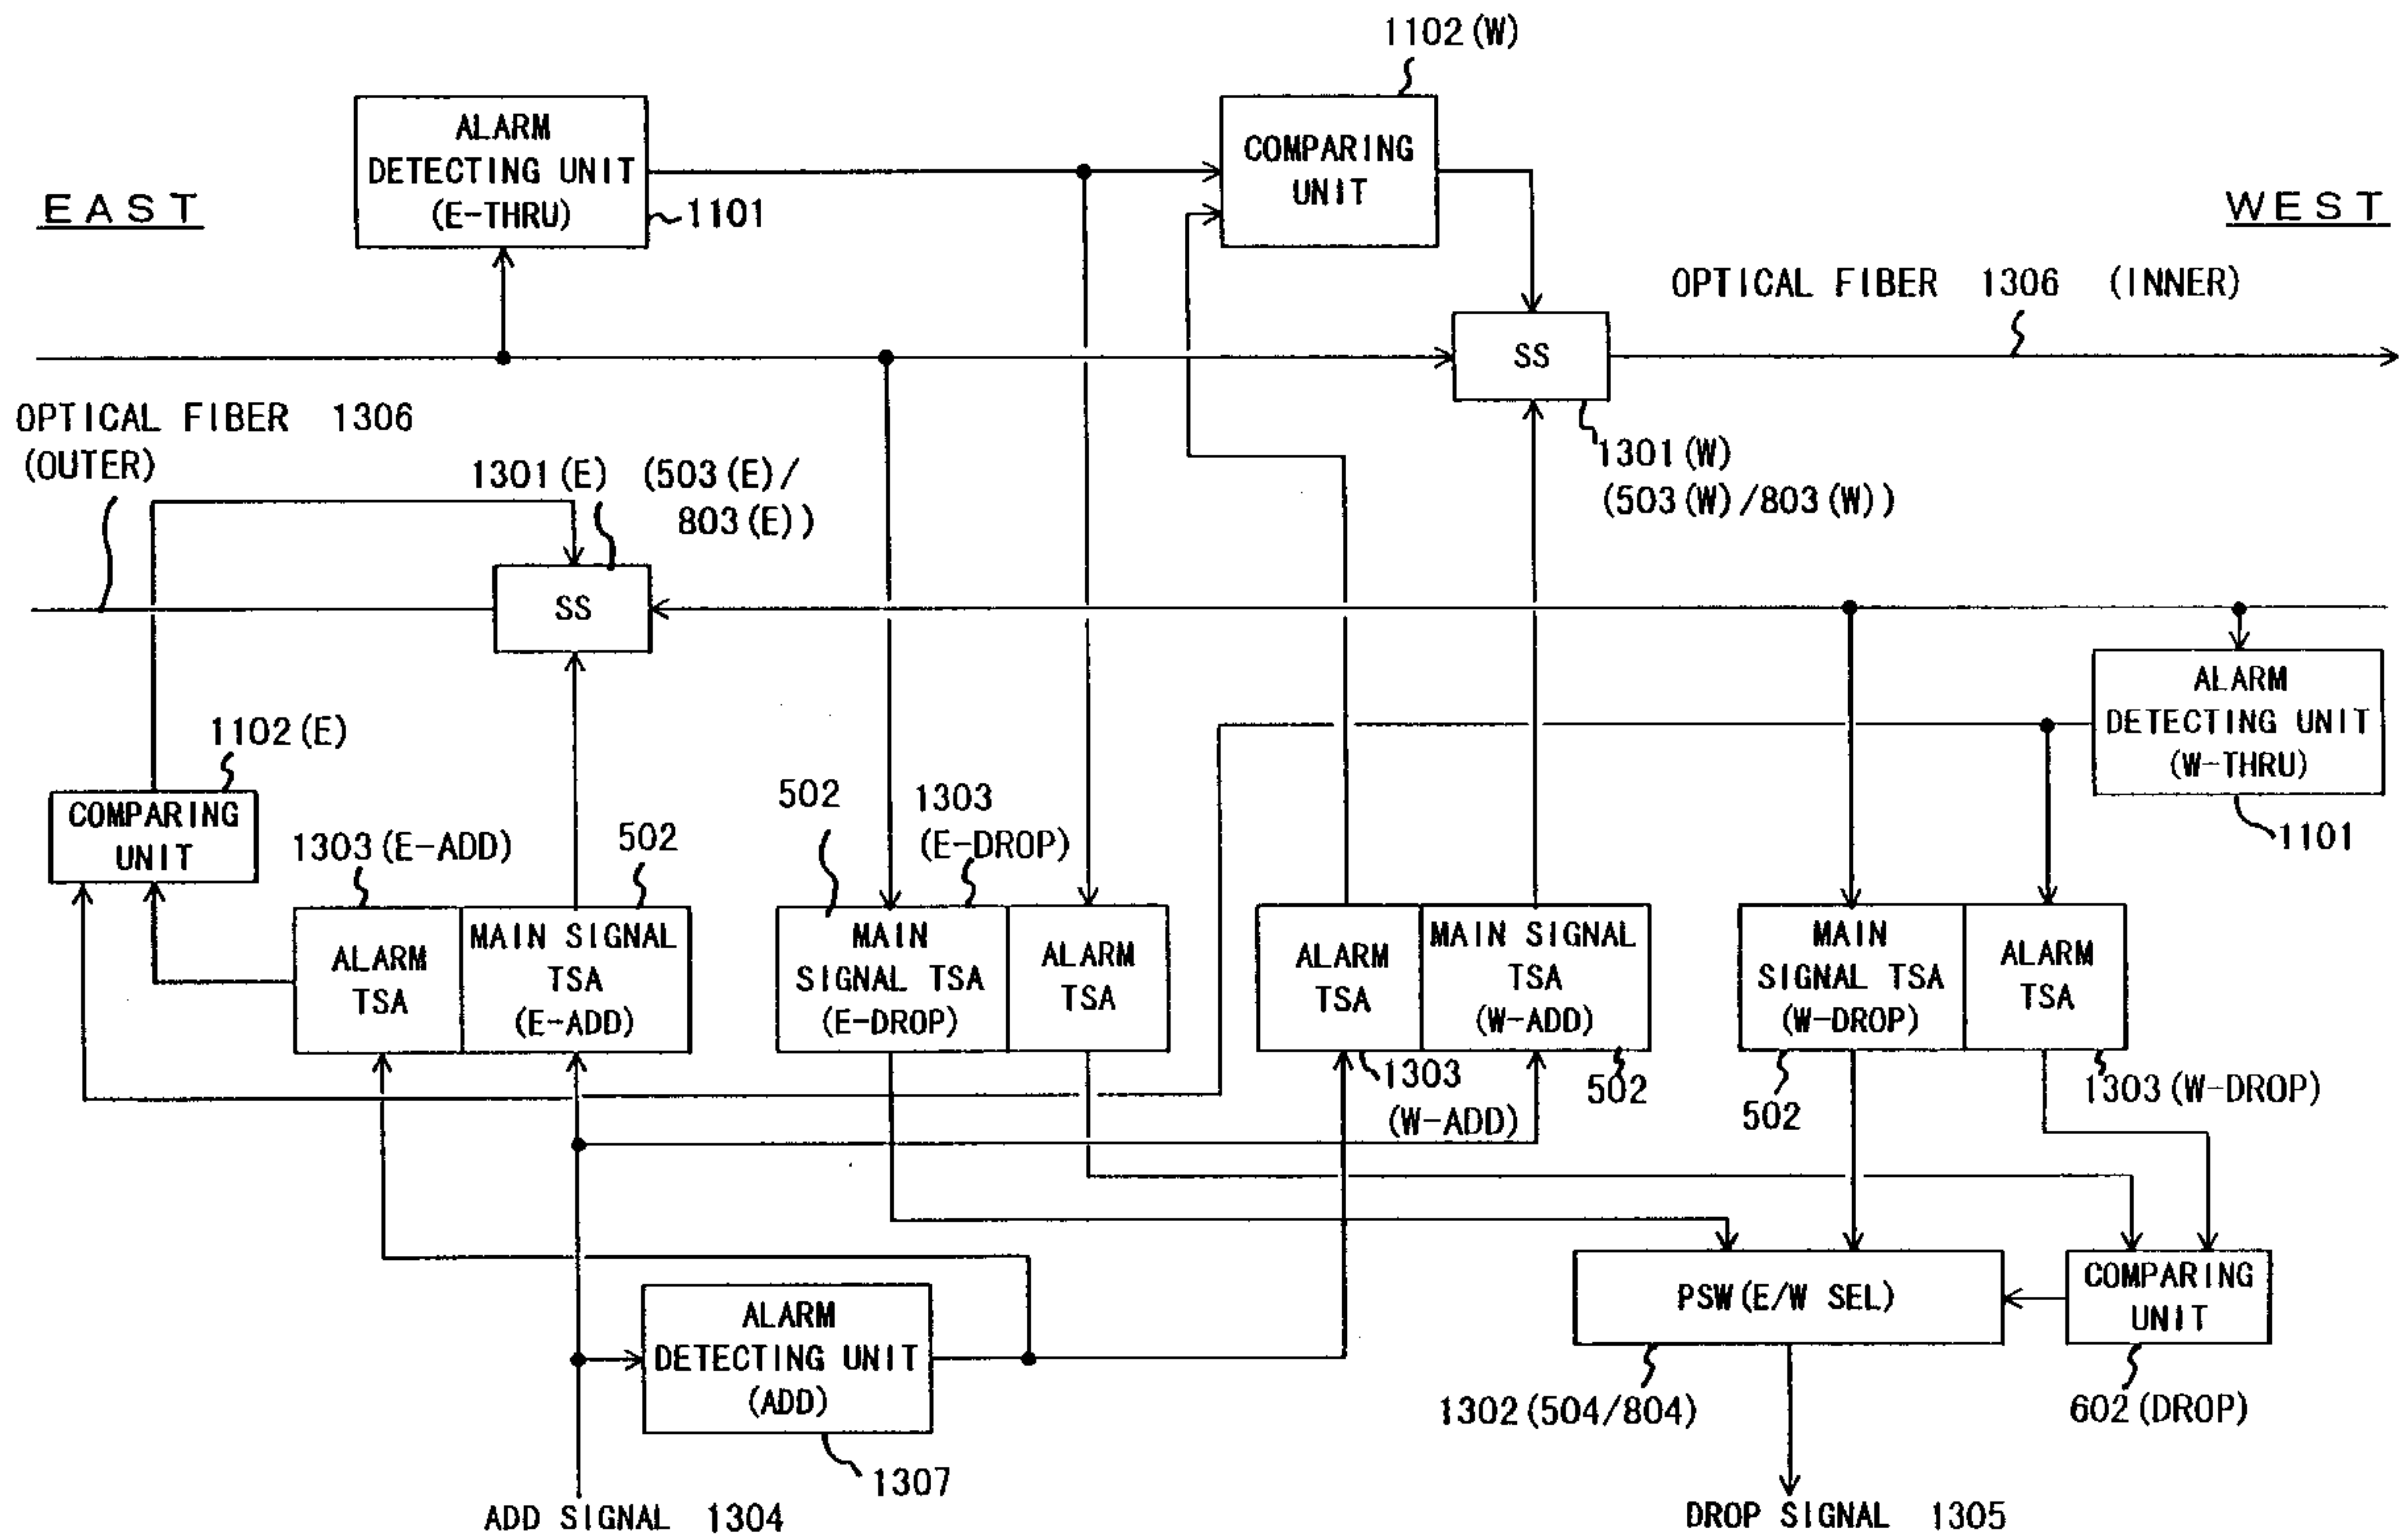 1102(W)
ALARM
DETECTING UNIT
(E-THRU)
1101
COMPARING
UNIT
EAST
WEST
OPTICAL FIBER 1306 (INNER)
SS
OPTICAL FIBER 1306
(OUTER)
1301(E) (503(E)/
803(E))
1301(W)
(503(W)/803(W))
SS
ALARM
DETECTING UNIT
(W-THRU)
1101
1102(E)
COMPARING
UNIT
1303(E-ADD)
502
502
1303
(E-DROP)
ALARM
TSA
MAIN SIGNAL
TSA
(E-ADD)
MAIN
SIGNAL TSA
(E-DROP)
ALARM
TSA
ALARM
TSA
MAIN SIGNAL
TSA
(W-ADD)
MAIN
SIGNAL TSA
(W-DROP)
ALARM
TSA
1303
(W-ADD)
502
502
1303(W-DROP)
ALARM
DETECTING UNIT
(ADD)
1307
PSW(E/W SEL)
COMPARING
UNIT
1302(504/804)
602(DROP)
ADD SIGNAL 1304
DROP SIGNAL 1305